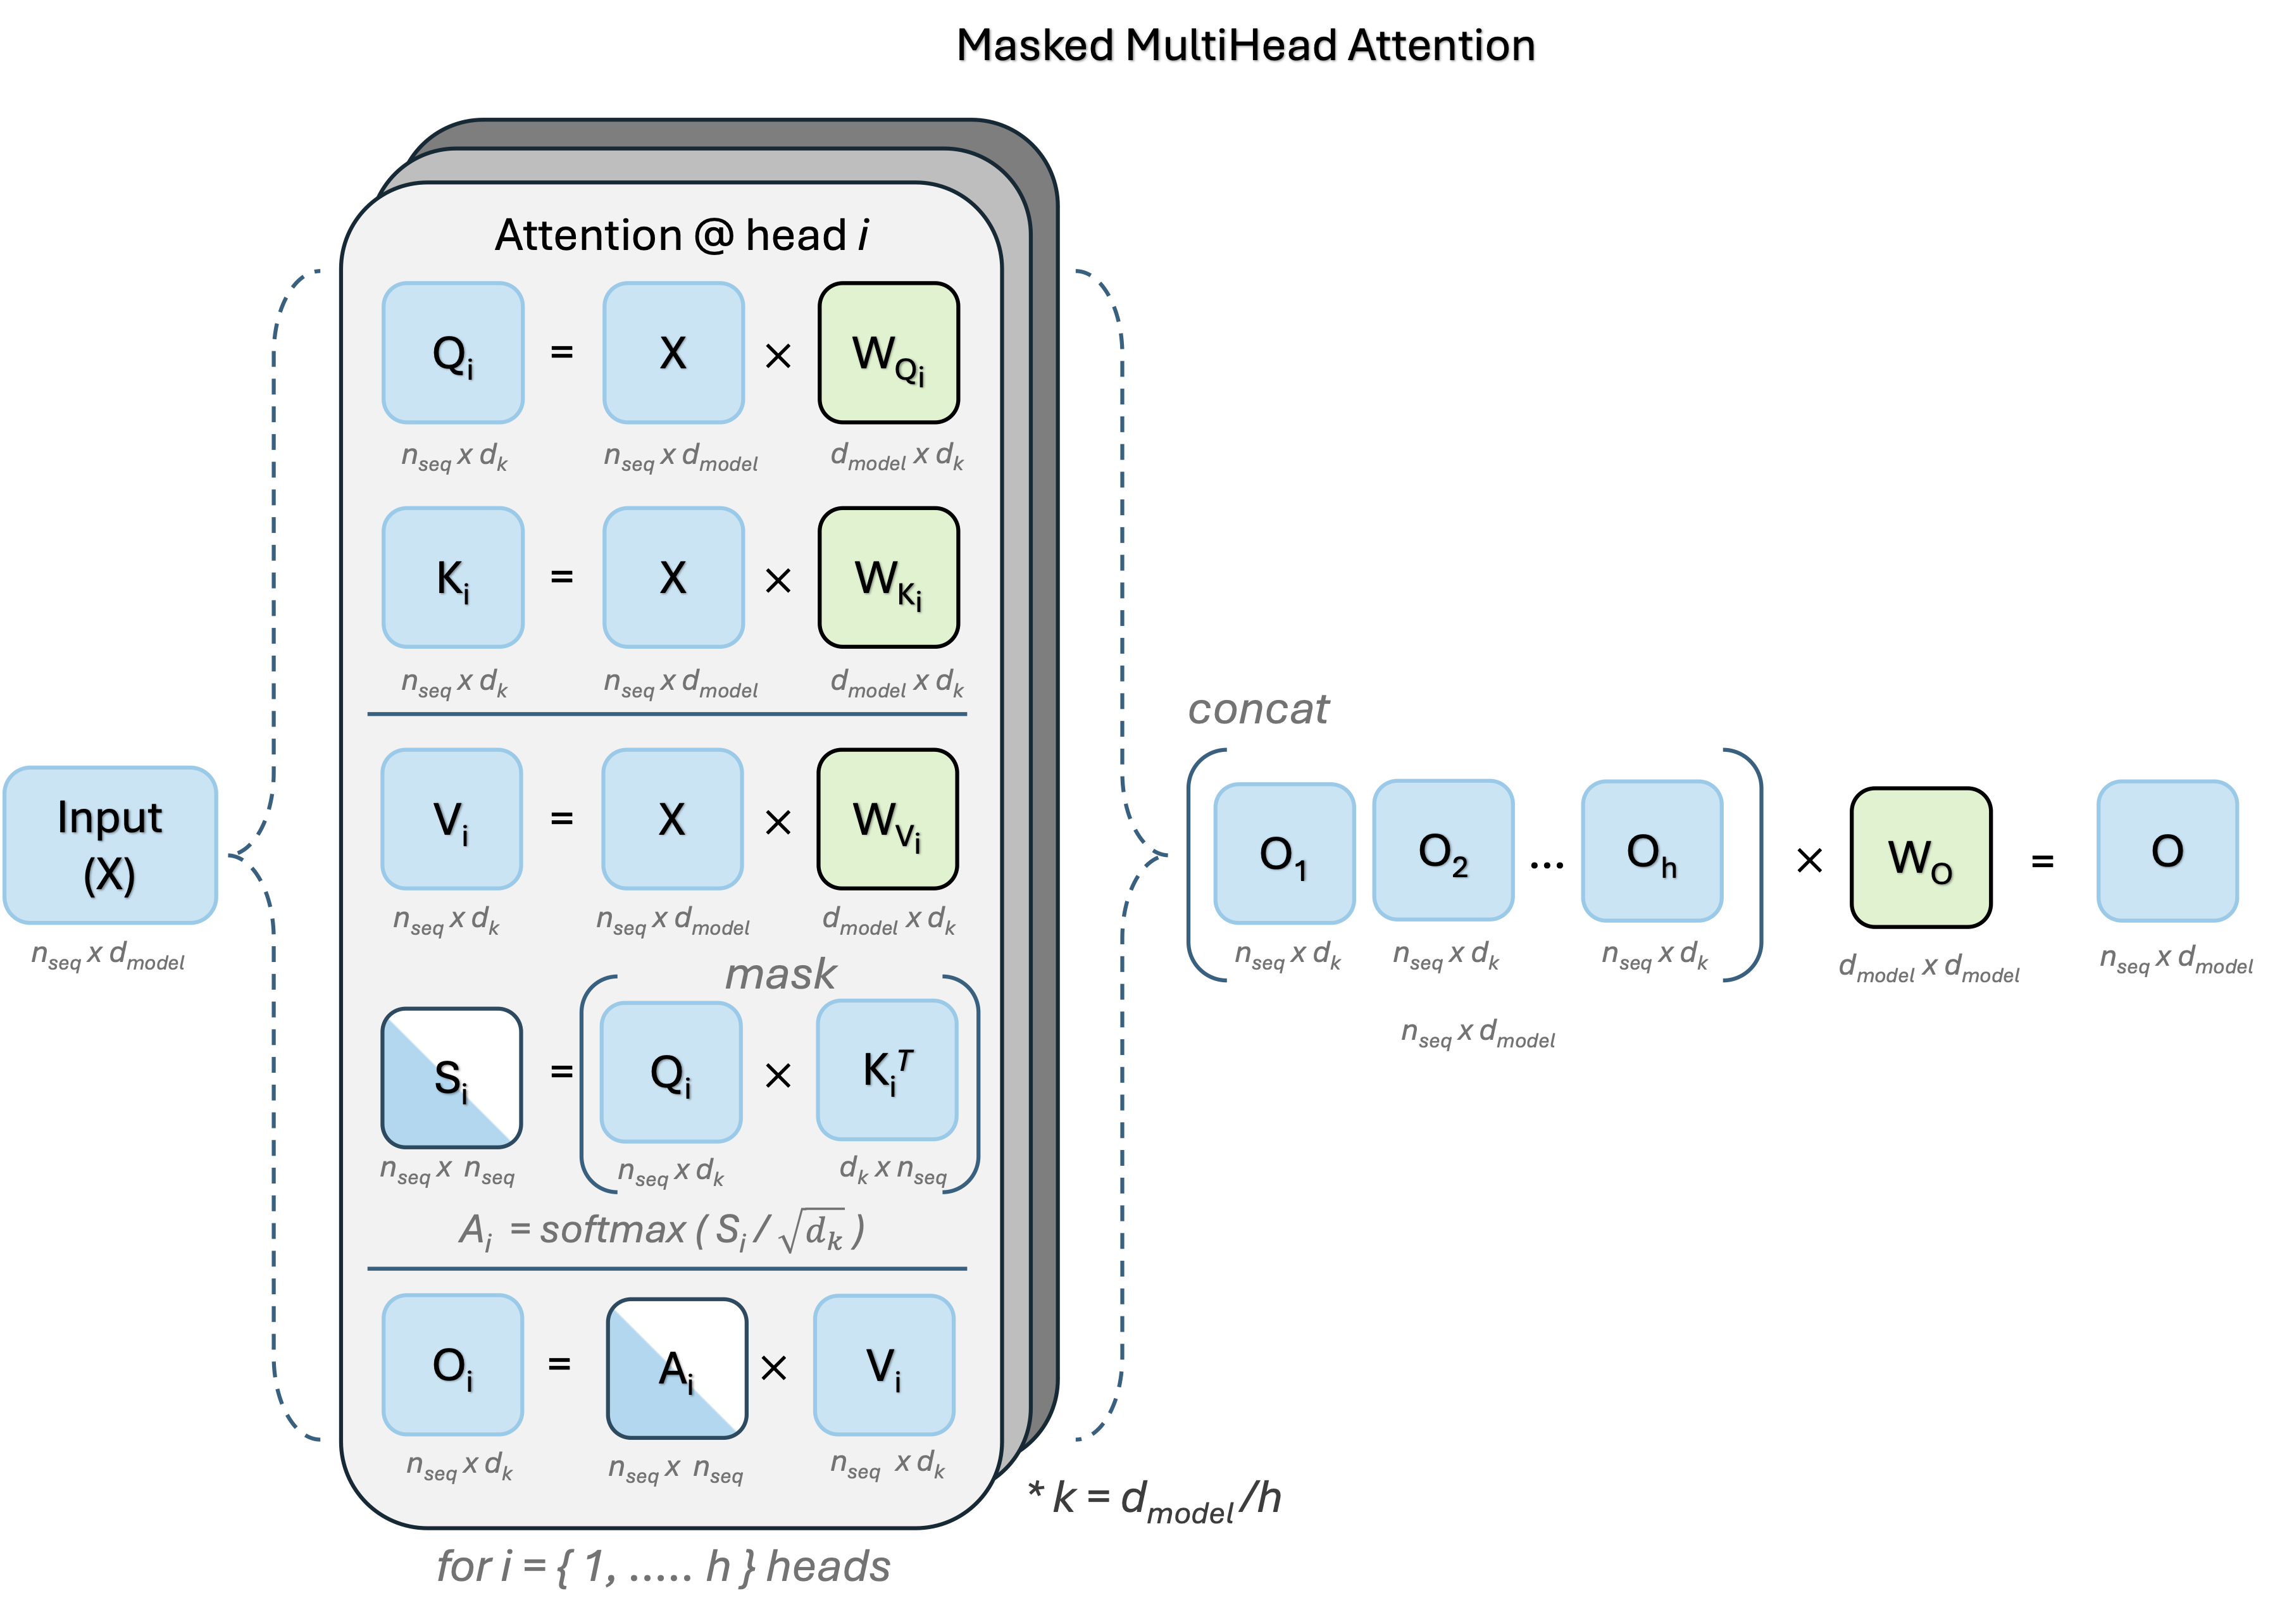 Masked MultiHead Attention
Attention @ head i
Qi = X × WQi
nseq x dk nseq x dmodel dmodel x dk
Ki = X × WKi
nseq x dk nseq x dmodel dmodel x dk
Vi = X × WVi
nseq x dk nseq x dmodel dmodel x dk
mask
Si = Qi × KiT
nseq x nseq nseq x dk dk x nseq
Ai = softmax ( Si / √dk )
Oi = Ai × Vi
nseq x dk nseq x nseq nseq x dk
for i = { 1, ..... h } heads
* k = dmodel /h
Input
(X)
nseq x dmodel
concat
O1 O2 ... Oh × WO = O
nseq x dk nseq x dk nseq x dk dmodel x dmodel nseq x dmodel
nseq x dmodel